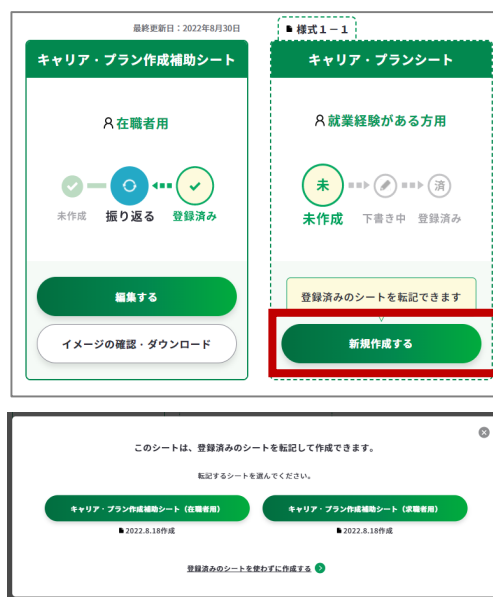 最終更新日：2022年8月30日
キャリア・プラン作成補助シート
在職者用
未作成
振り返る
登録済み
編集する
イメージの確認・ダウンロード
様式１－１
キャリア・プランシート
就業経験がある方用
未
済
未作成
下書き中
登録済み
登録済みのシートを転記できます
新規作成する
このシートは、登録済みのシートを転記して作成できます。
転記するシートを選んでください。
キャリア・プラン作成補助シート（在職者用）
2022.8.18作成
キャリア・プラン作成補助シート（求職者用）
2022.8.18作成
登録済みのシートを使わずに作成する